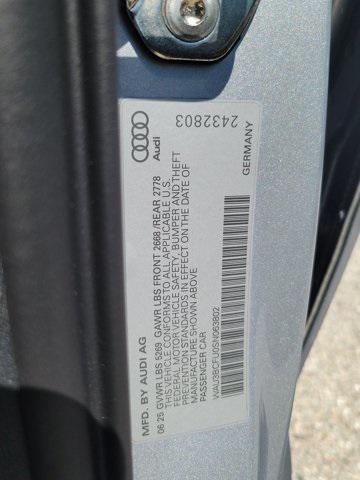 MFD. BY AUDI AG
06 25 GVWR LBS 5269 GAWR LBS FRONT 2668 /REAR 2778
THIS VEHICLE CONFORMS TO ALL APPLICABLE U.S.
FEDERAL MOTOR VEHICLE SAFETY, BUMPER AND THEFT
PREVENTION STANDARDS IN EFFECT ON THE DATE OF
MANUFACTURE SHOWN ABOVE
PASSENGER CAR
WAU3BCFU0SN063802
Audi
2432803
GERMANY